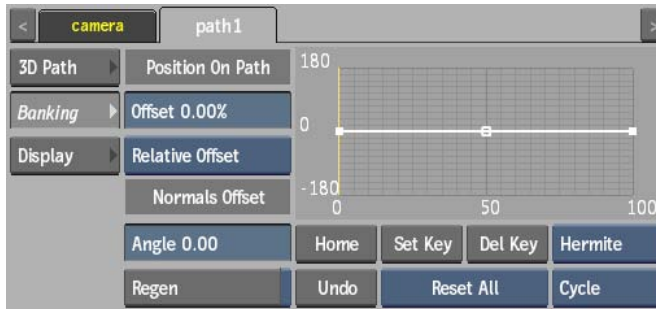 < camera path1 >
3D Path Position On Path 180
Banking Offset 0.00% 0
Display Relative Offset
Normals Offset -180
0 50 100
Angle 0.00 Home Set Key Del Key Hermite
Regen Undo Reset All Cycle